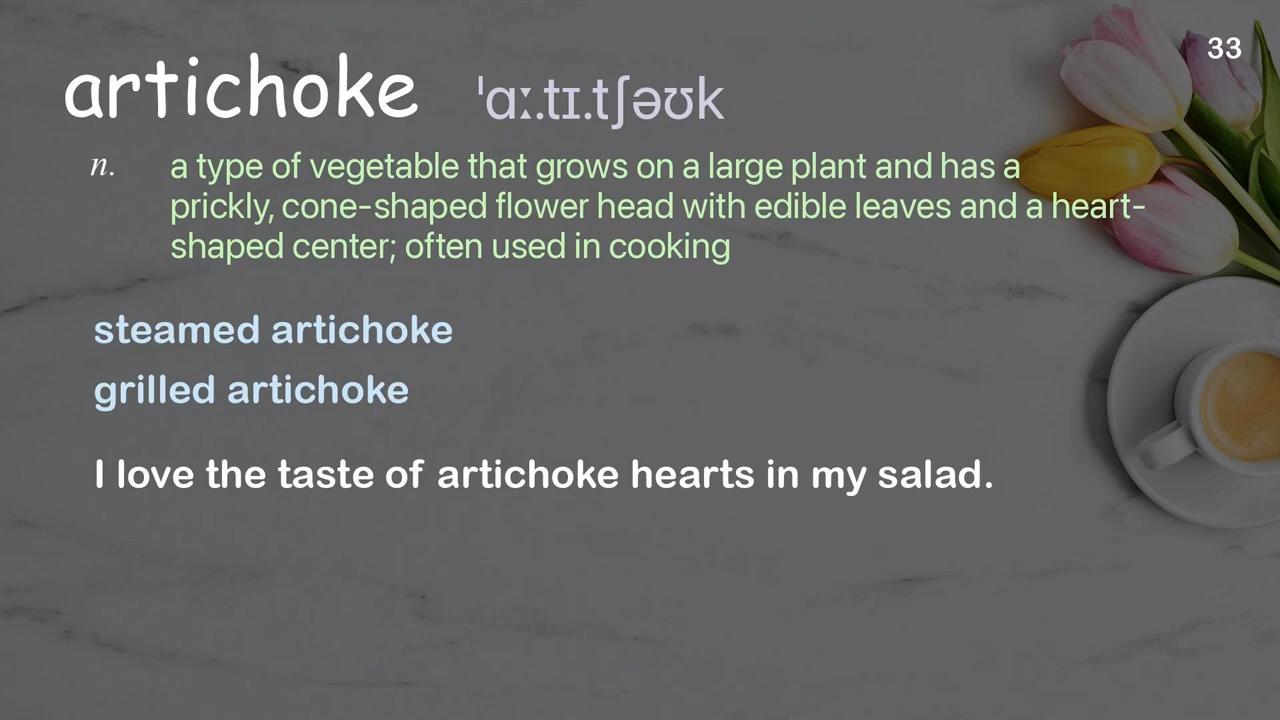 33
artichoke ˈɑː.tɪ.tʃəʊk
n. a type of vegetable that grows on a large plant and has a
prickly, cone-shaped flower head with edible leaves and a heart-
shaped center; often used in cooking
steamed artichoke
grilled artichoke
I love the taste of artichoke hearts in my salad.